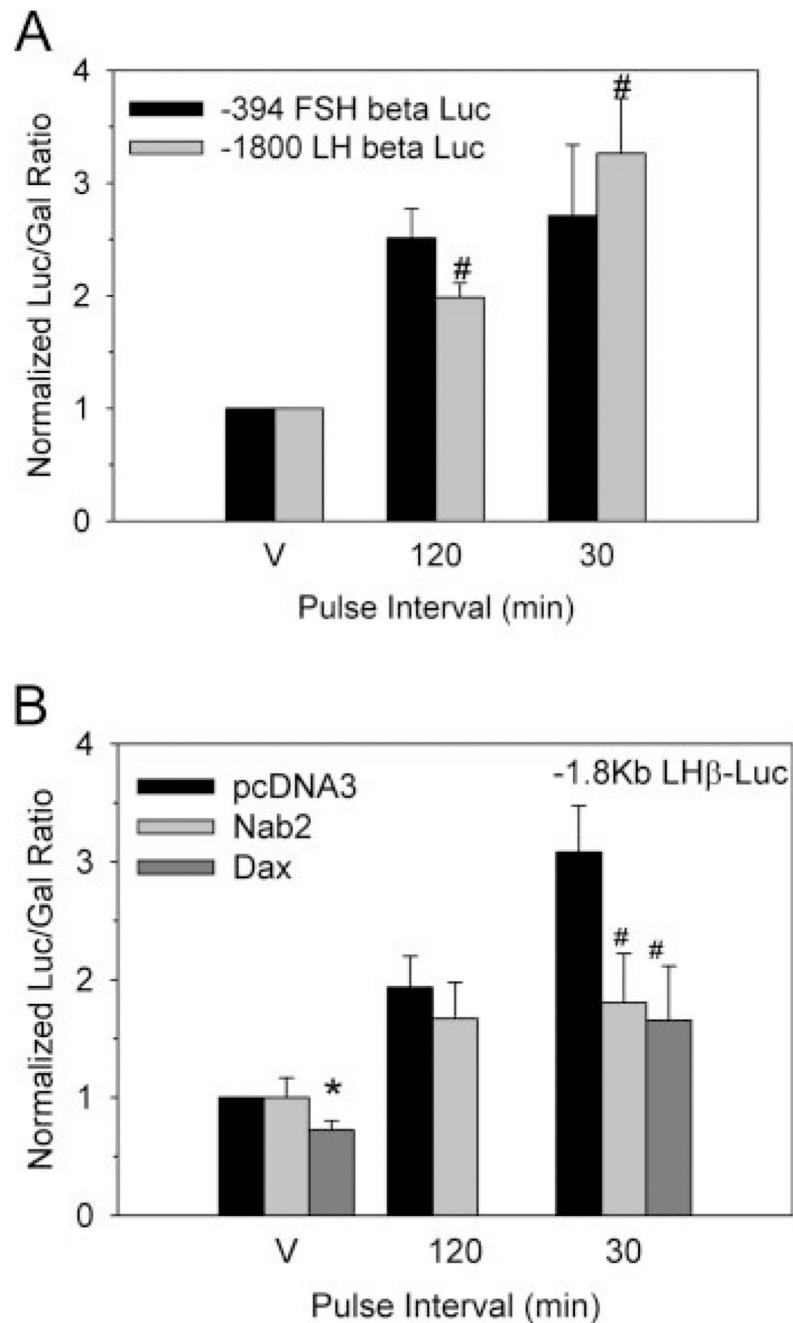 A
4
3
2
1
0
Normalized Luc/Gal Ratio
-394 FSH beta Luc
-1800 LH beta Luc
#
#
V 120 30
Pulse Interval (min)
B
4
3
2
1
0
Normalized Luc/Gal Ratio
pcDNA3
Nab2
Dax
-1.8Kb LHβ-Luc
*
# #
V 120 30
Pulse Interval (min)